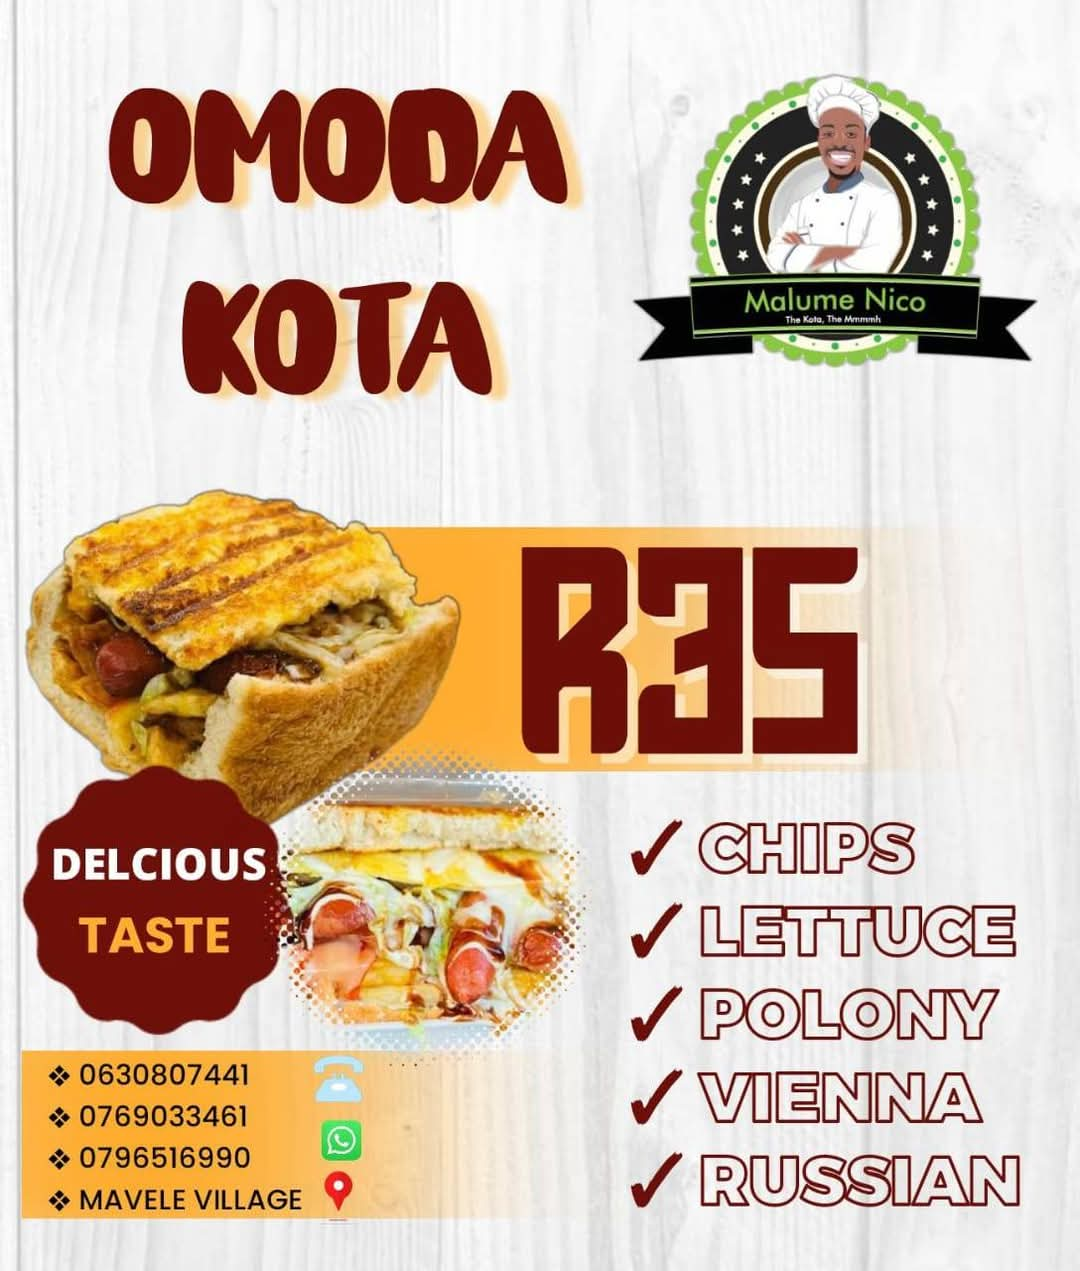 OMODA
KOTA
Malume Nico
The Kota, The Mmmmh
R35
DELCIOUS
TASTE
✓ CHIPS
✓ LETTUCE
✓ POLONY
✓ VIENNA
✓ RUSSIAN
❖ 0630807441
❖ 0769033461
❖ 0796516990
❖ MAVELE VILLAGE